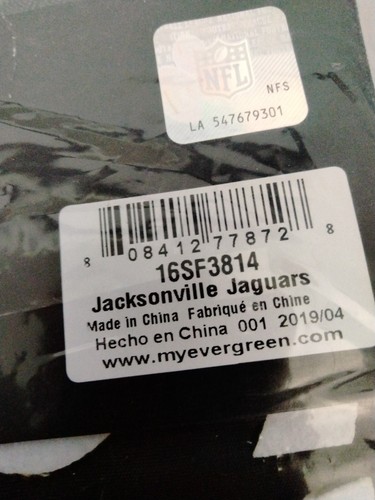 NFL
NFS
LA 547679301
8 08412 77872 8
16SF3814
Jacksonville Jaguars
Made in China Fabriqué en Chine
Hecho en China 001 2019/04
www.myevergreen.com